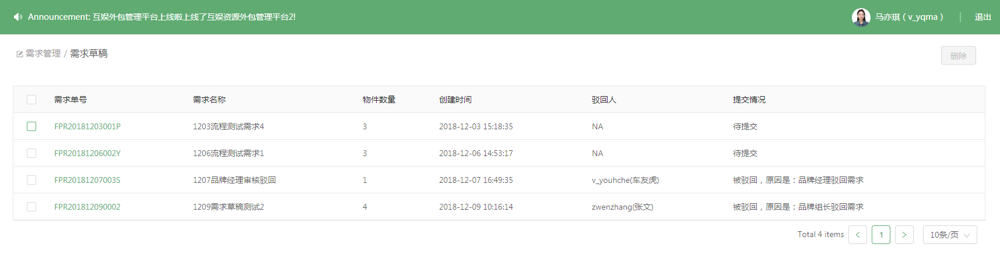 Announcement: 互娱外包管理平台上线啦上线了互娱资源外包管理平台2!
马亦琪 ( v_yqma )
退出
需求管理 / 需求草稿
删除
需求单号 需求名称 物件数量 创建时间 驳回人 提交情况
FPR20181203001P 1203流程测试需求4 3 2018-12-03 15:18:35 NA 待提交
FPR20181206002Y 1206流程测试需求1 3 2018-12-06 14:53:17 NA 待提交
FPR20181207003S 1207品牌经理审核驳回 1 2018-12-07 16:49:35 v_youhche(车友虎) 被驳回，原因是：品牌经理驳回需求
FPR201812090002 1209需求草稿测试2 4 2018-12-09 10:16:14 zwenzhang(张文) 被驳回，原因是：品牌组长驳回需求
Total 4 items < 1 > 10条/页